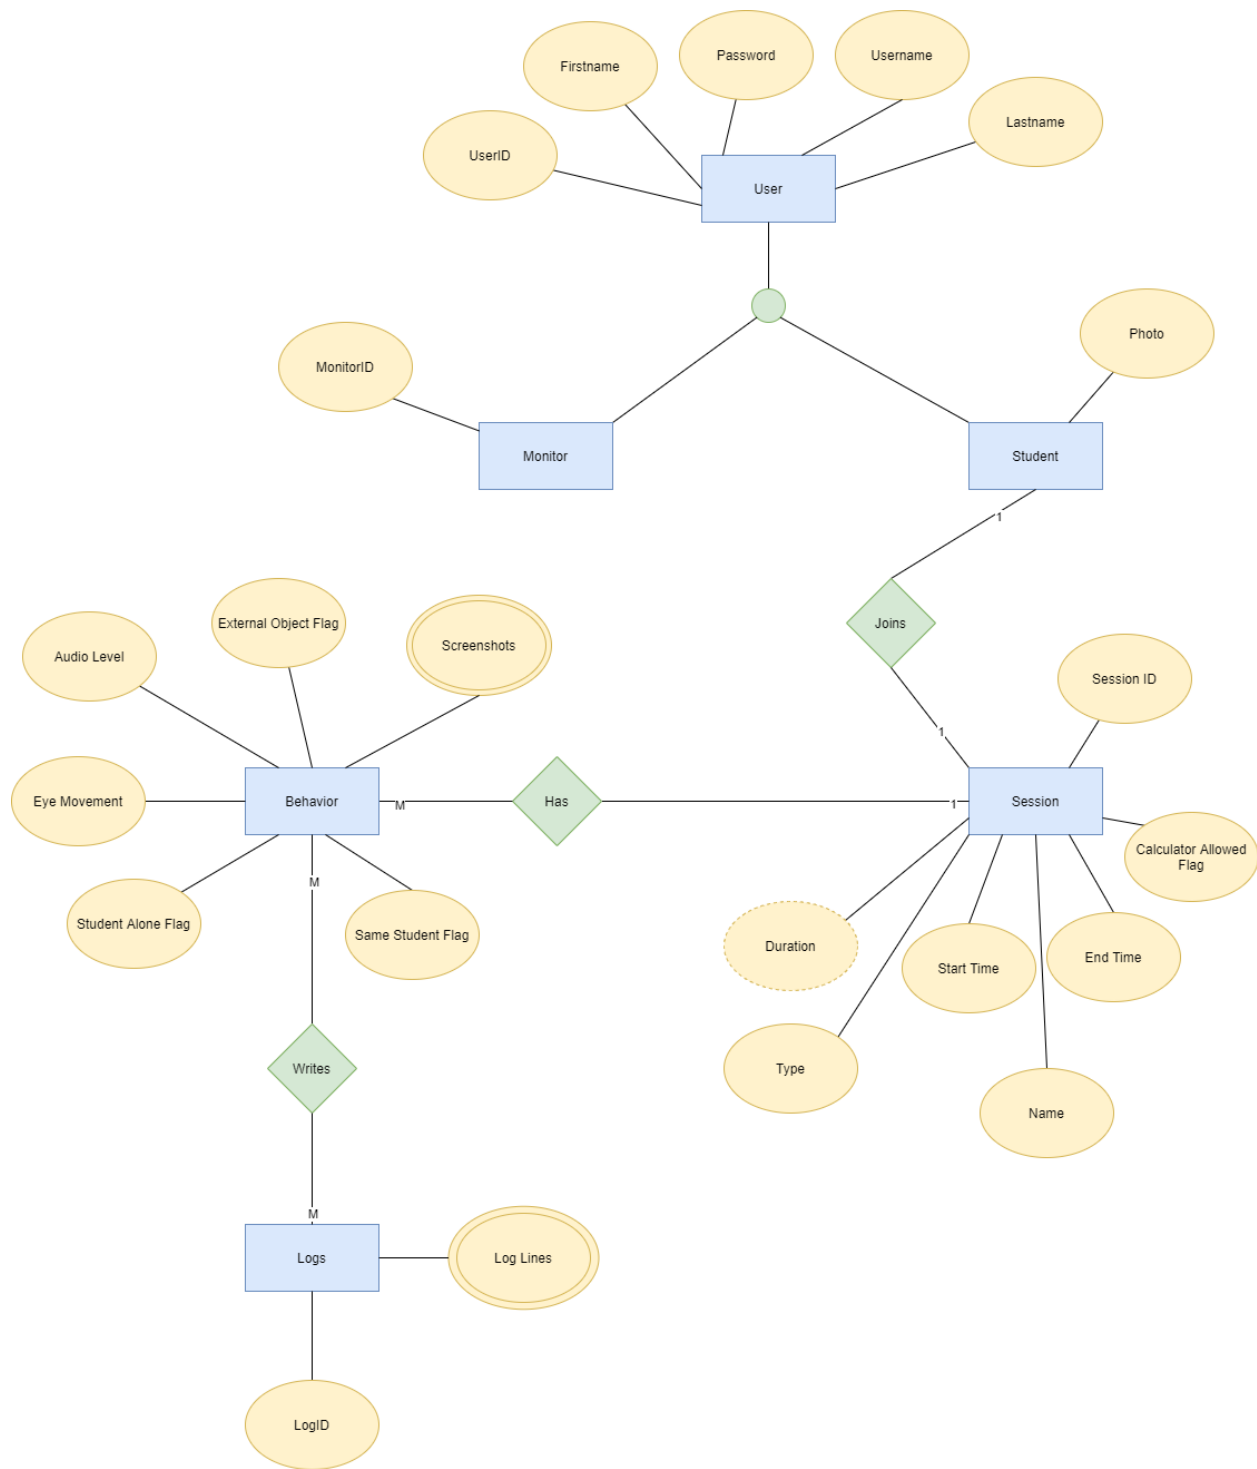 Password
Username
Firstname
Lastname
UserID
User
Photo
MonitorID
Monitor
Student
1
Joins
External Object Flag
Screenshots
Audio Level
Session ID
1
Eye Movement
Behavior
M
Has
1
Session
Calculator Allowed
Flag
M
Student Alone Flag
Same Student Flag
Duration
Start Time
End Time
Writes
Type
Name
M
Logs
Log Lines
LogID